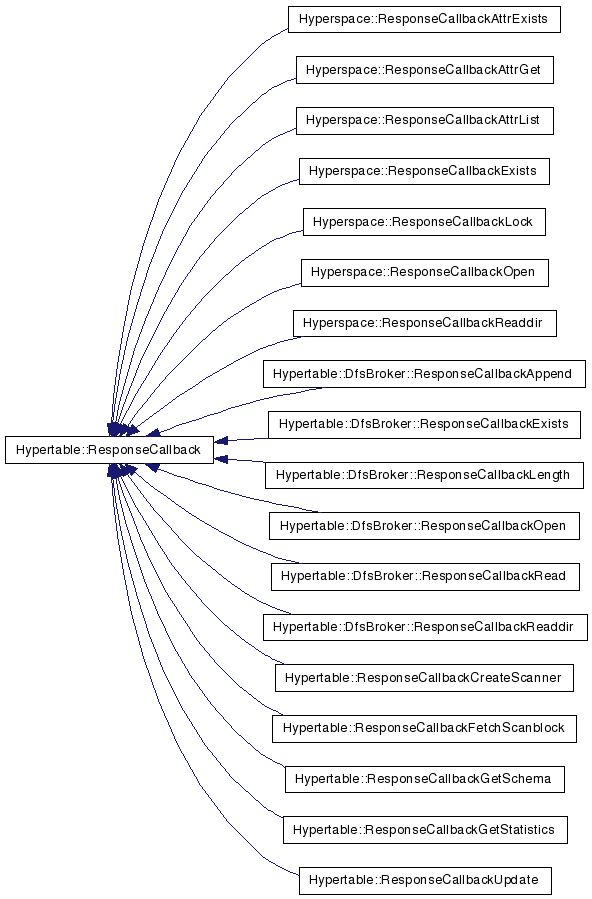 Hyperspace::ResponseCallbackAttrExists
Hyperspace::ResponseCallbackAttrGet
Hyperspace::ResponseCallbackAttrList
Hyperspace::ResponseCallbackExists
Hyperspace::ResponseCallbackLock
Hyperspace::ResponseCallbackOpen
Hyperspace::ResponseCallbackReaddir
Hypertable::DfsBroker::ResponseCallbackAppend
Hypertable::DfsBroker::ResponseCallbackExists
Hypertable::ResponseCallback
Hypertable::DfsBroker::ResponseCallbackLength
Hypertable::DfsBroker::ResponseCallbackOpen
Hypertable::DfsBroker::ResponseCallbackRead
Hypertable::DfsBroker::ResponseCallbackReaddir
Hypertable::ResponseCallbackCreateScanner
Hypertable::ResponseCallbackFetchScanblock
Hypertable::ResponseCallbackGetSchema
Hypertable::ResponseCallbackGetStatistics
Hypertable::ResponseCallbackUpdate